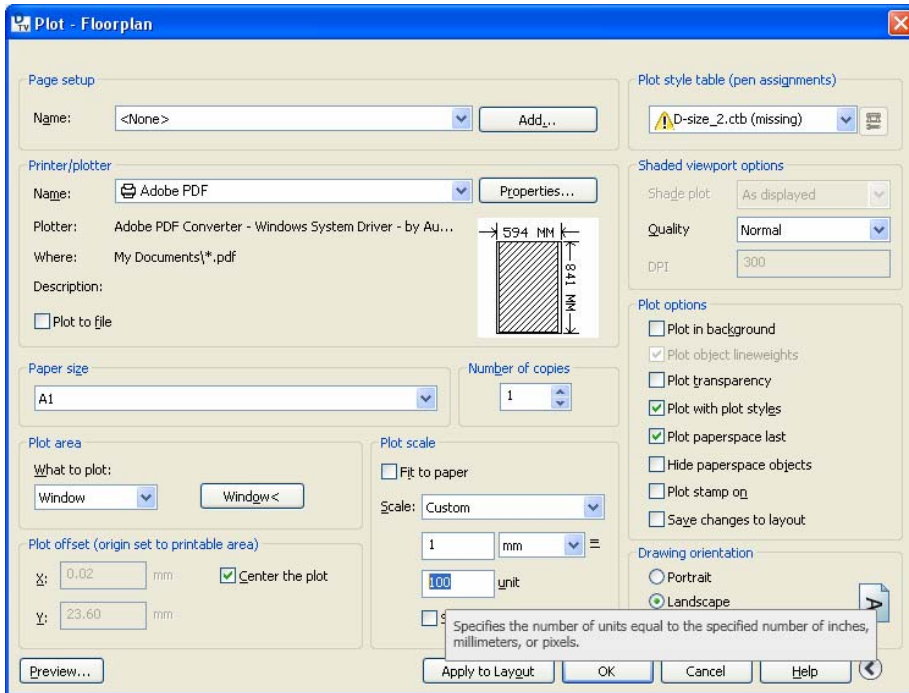 Plot - Floorplan
Page setup
Name: <None> Add...
Plot style table (pen assignments)
D-size_2.ctb (missing)
Printer/plotter
Name: Adobe PDF Properties...
Plotter: Adobe PDF Converter - Windows System Driver - by Au...
Where: My Documents\*.pdf
Description:
Plot to file
594 MM
841 MM
Shaded viewport options
Shade plot As displayed
Quality Normal
DPI 300
Paper size
A1
Number of copies
1
Plot options
Plot in background
Plot object lineweights
Plot transparency
Plot with plot styles
Plot paperspace last
Hide paperspace objects
Plot stamp on
Save changes to layout
Plot area
What to plot:
Window Window<
Plot scale
Fit to paper
Scale: Custom
1 mm =
100 unit
S
Plot offset (origin set to printable area)
X: 0.02 mm Center the plot
Y: 23.60 mm
Drawing orientation
Portrait
Landscape
A
Specifies the number of units equal to the specified number of inches,
millimeters, or pixels.
Preview... Apply to Layout OK Cancel Help